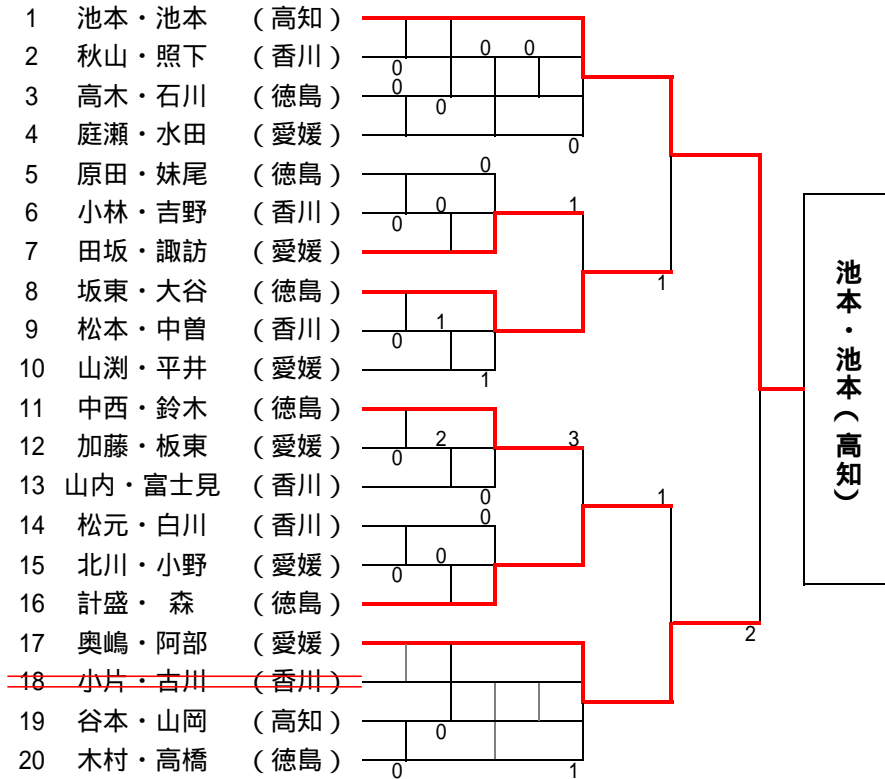 1 池本・池本 (高知)
2 秋山・照下 (香川)
0 0
0
3 高木・石川 (徳島)
0
0
4 庭瀬・水田 (愛媛)
0
5 原田・妹尾 (徳島)
0
6 小林・吉野 (香川)
0 1
0
7 田坂・諏訪 (愛媛)
8 坂東・大谷 (徳島)
1
9 松本・中曽 (香川)
1
0
10 山渕・平井 (愛媛)
1
11 中西・鈴木 (徳島)
12 加藤・板東 (愛媛)
2 3
0
13 山内・富士見 (香川)
0
14 松元・白川 (香川)
0
1
15 北川・小野 (愛媛)
0
0
16 計盛・ 森 (徳島)
17 奥嶋・阿部 (愛媛)
2
18 小片・古川 (香川)
19 谷本・山岡 (高知)
0
20 木村・高橋 (徳島)
0 1
池本・池本(高知)